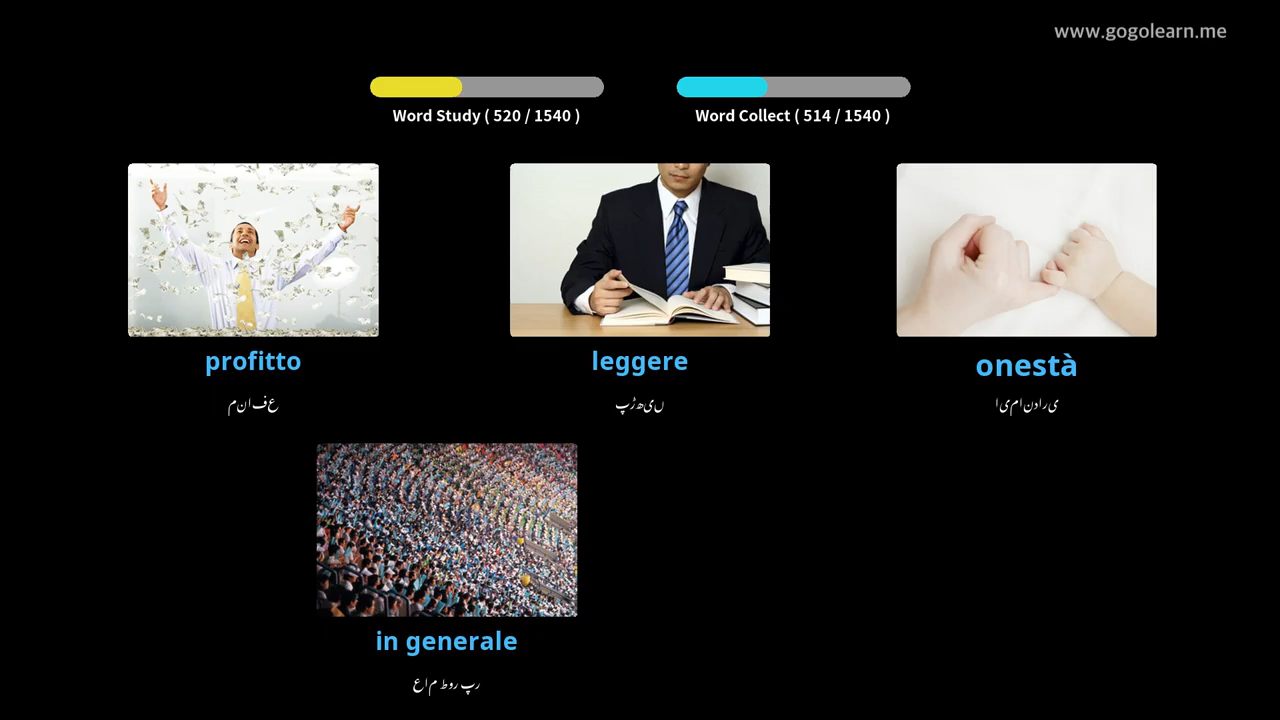 www.gogolearn.me
Word Study ( 520 / 1540 )
Word Collect ( 514 / 1540 )
profitto
منافع
leggere
پڑھیں
onestà
ایمانداری
in generale
عام طور پر